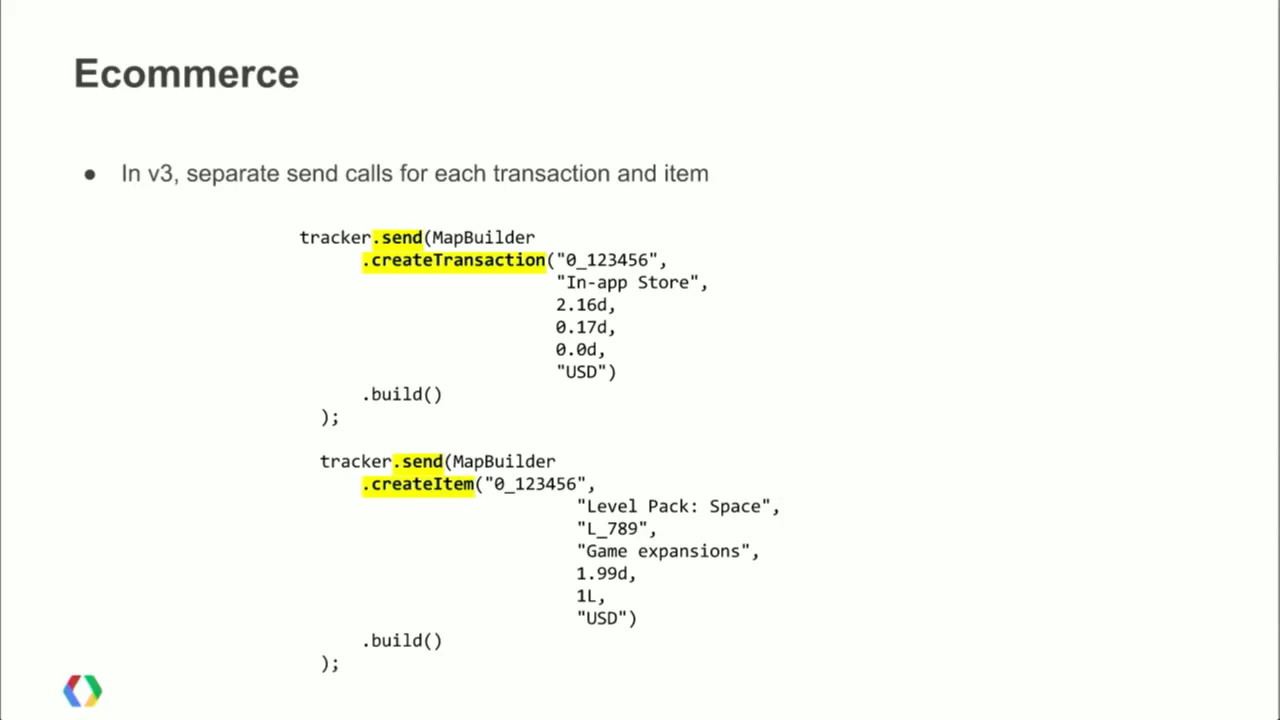 Ecommerce
● In v3, separate send calls for each transaction and item
tracker.send(MapBuilder
.createTransaction("0_123456",
"In-app Store",
2.16d,
0.17d,
0.0d,
"USD")
.build()
);
tracker.send(MapBuilder
.createItem("0_123456",
"Level Pack: Space",
"L_789",
"Game expansions",
1.99d,
1L,
"USD")
.build()
);